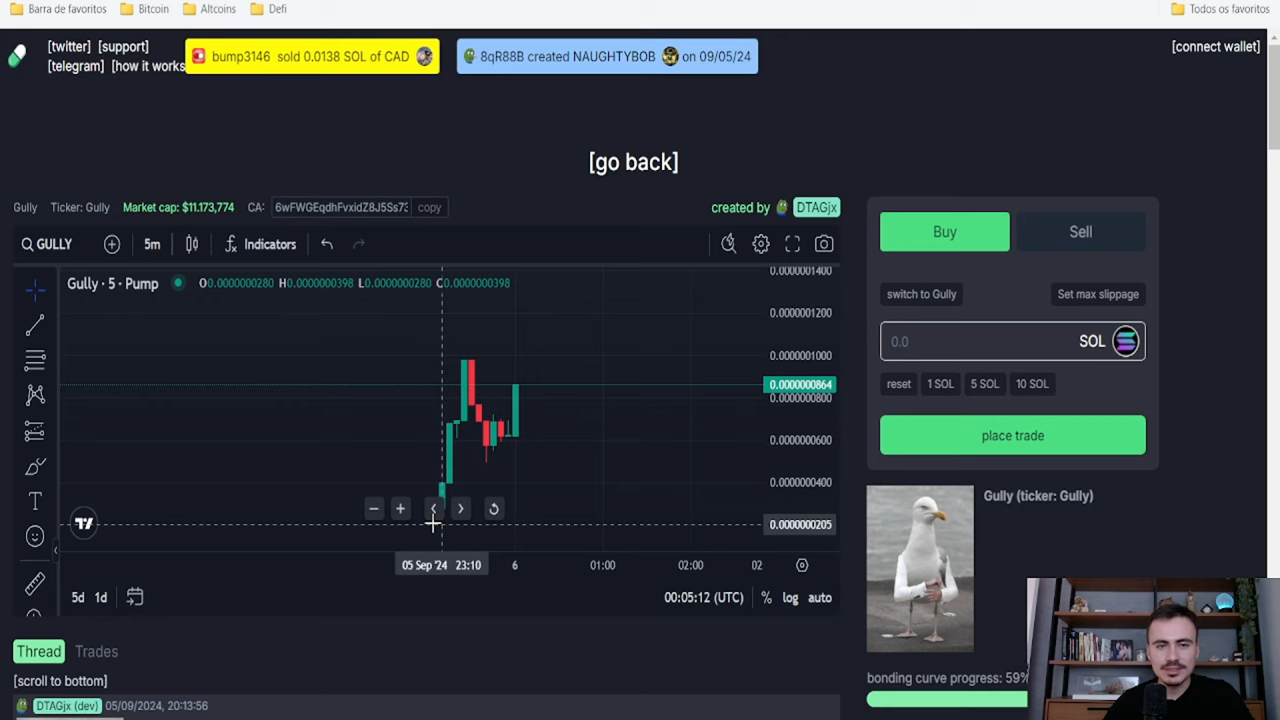 Barra de favoritos Bitcoin Altcoins Defi Todos os favoritos
[twitter] [support]
[telegram] [how it works
bump3146 sold 0.0138 SOL of CAD
8qR88B created NAUGHTYBOB on 09/05/24
[connect wallet]
[go back]
Gully Ticker: Gully Market cap: $11.173,774 CA: 6wFWGEqdhFvxidZ8J5Ss7 copy created by DTAGjx
GULLY 5m Indicators
Gully · 5 · Pump O0.0000000280 H0.0000000398 L0.0000000280 C0.0000000398
0.0000001400
0.0000001200
0.0000001000
0.0000000864
0.0000000800
0.0000000600
0.0000000400
0.0000000205
05 Sep '24 23:10 6 01:00 02:00 02
5d 1d 00:05:12 (UTC) % log auto
Buy Sell
switch to Gully Set max slippage
0.0 SOL
reset 1 SOL 5 SOL 10 SOL
place trade
Gully (ticker: Gully)
bonding curve progress: 59%
Thread Trades
[scroll to bottom]
DTAGjx (dev) 05/09/2024, 20:13:56